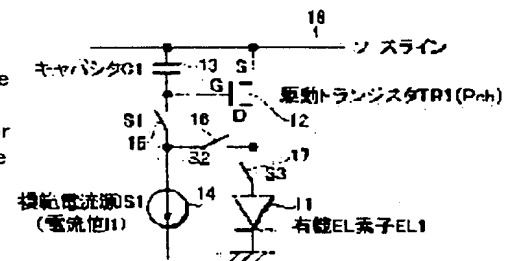 18
ソースライン
キャパシタC1
13
S
G
D
駆動トランジスタTR1(Pch)
12
S1
15
16
S2
17
S3
模範電流源IS1
(電流値I1)
14
11
有機EL素子EL1
e
or
e